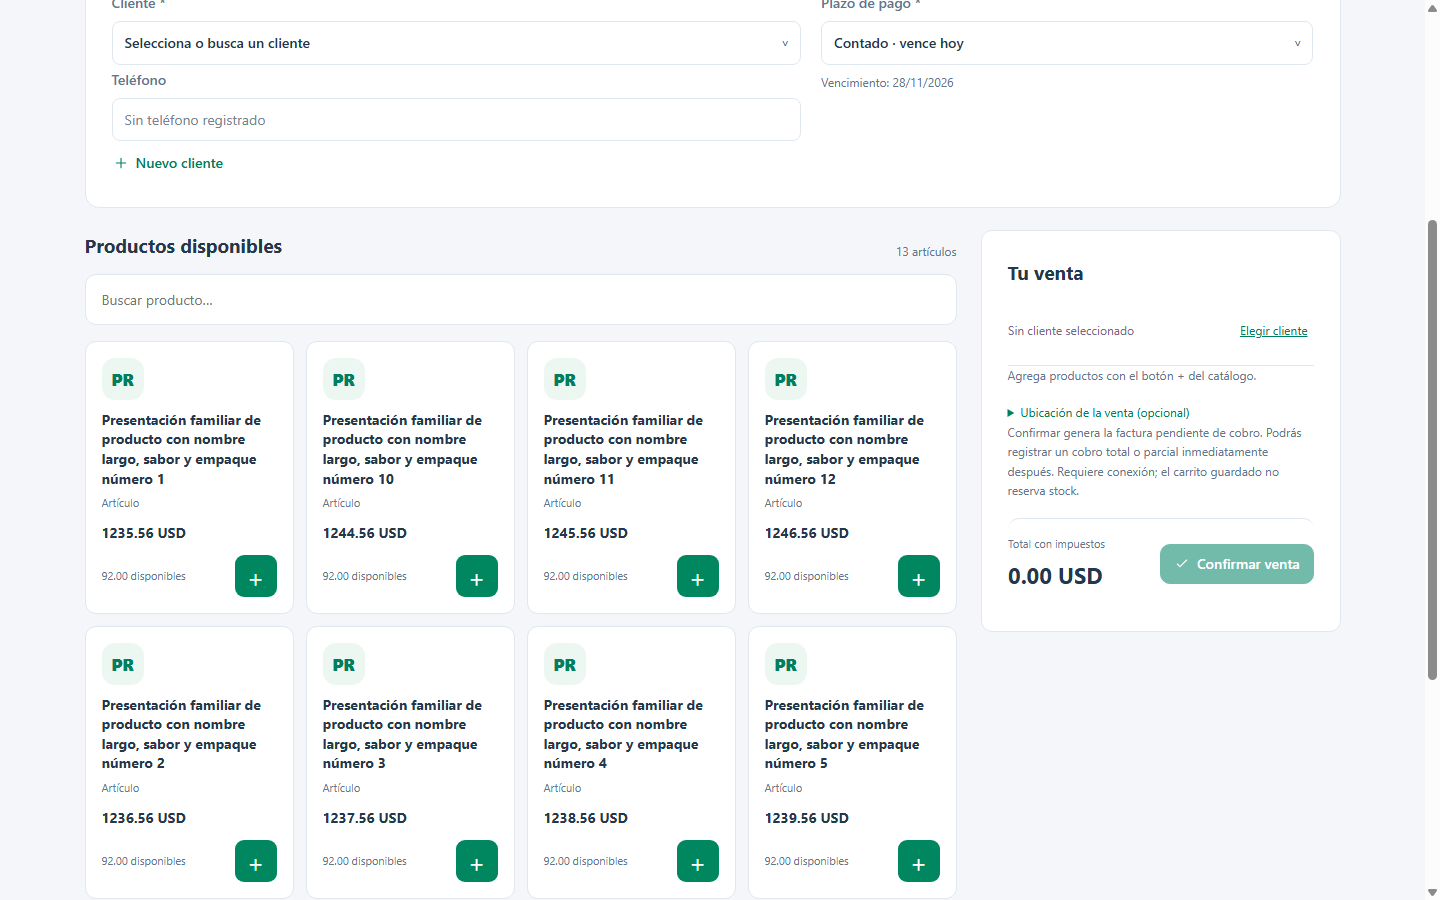 Cliente *
Selecciona o busca un cliente
Teléfono
Sin teléfono registrado
+ Nuevo cliente
Plazo de pago *
Contado · vence hoy
Vencimiento: 28/11/2026
Productos disponibles
13 artículos
Buscar producto...
PR
Presentación familiar de
producto con nombre
largo, sabor y empaque
número 1
Artículo
1235.56 USD
92.00 disponibles
+
PR
Presentación familiar de
producto con nombre
largo, sabor y empaque
número 10
Artículo
1244.56 USD
92.00 disponibles
+
PR
Presentación familiar de
producto con nombre
largo, sabor y empaque
número 11
Artículo
1245.56 USD
92.00 disponibles
+
PR
Presentación familiar de
producto con nombre
largo, sabor y empaque
número 12
Artículo
1246.56 USD
92.00 disponibles
+
PR
Presentación familiar de
producto con nombre
largo, sabor y empaque
número 2
Artículo
1236.56 USD
92.00 disponibles
+
PR
Presentación familiar de
producto con nombre
largo, sabor y empaque
número 3
Artículo
1237.56 USD
92.00 disponibles
+
PR
Presentación familiar de
producto con nombre
largo, sabor y empaque
número 4
Artículo
1238.56 USD
92.00 disponibles
+
PR
Presentación familiar de
producto con nombre
largo, sabor y empaque
número 5
Artículo
1239.56 USD
92.00 disponibles
+
Tu venta
Sin cliente seleccionado
Elegir cliente
Agrega productos con el botón + del catálogo.
Ubicación de la venta (opcional)
Confirmar genera la factura pendiente de cobro. Podrás
registrar un cobro total o parcial inmediatamente
después. Requiere conexión; el carrito guardado no
reserva stock.
Total con impuestos
0.00 USD
✓ Confirmar venta